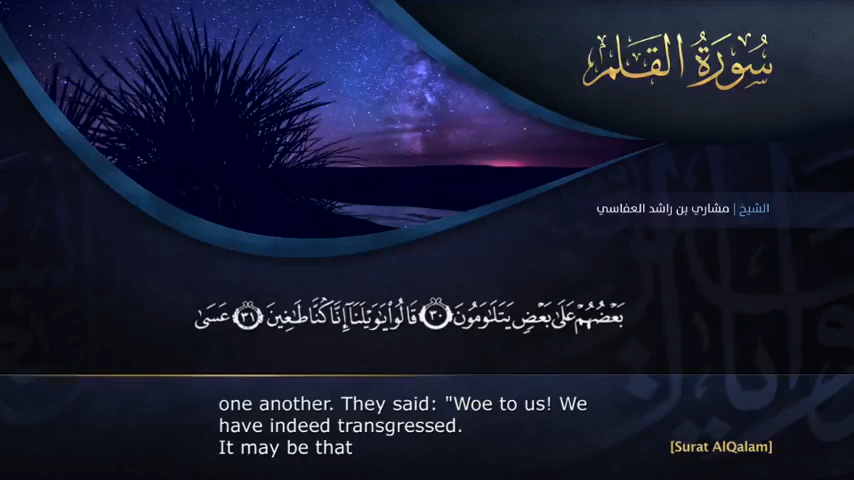 سُورَةُ القَلَم
الشيخ | مشاري بن راشد العفاسي
بَعۡضُهُمۡ عَلَىٰ بَعۡضٖ يَتَلَٰوَمُونَ ٣٠ قَالُواْ يَٰوَيۡلَنَآ إِنَّا كُنَّا طَٰغِينَ ٣١ عَسَىٰ
one another. They said: "Woe to us! We
have indeed transgressed.
It may be that
[Surat AlQalam]